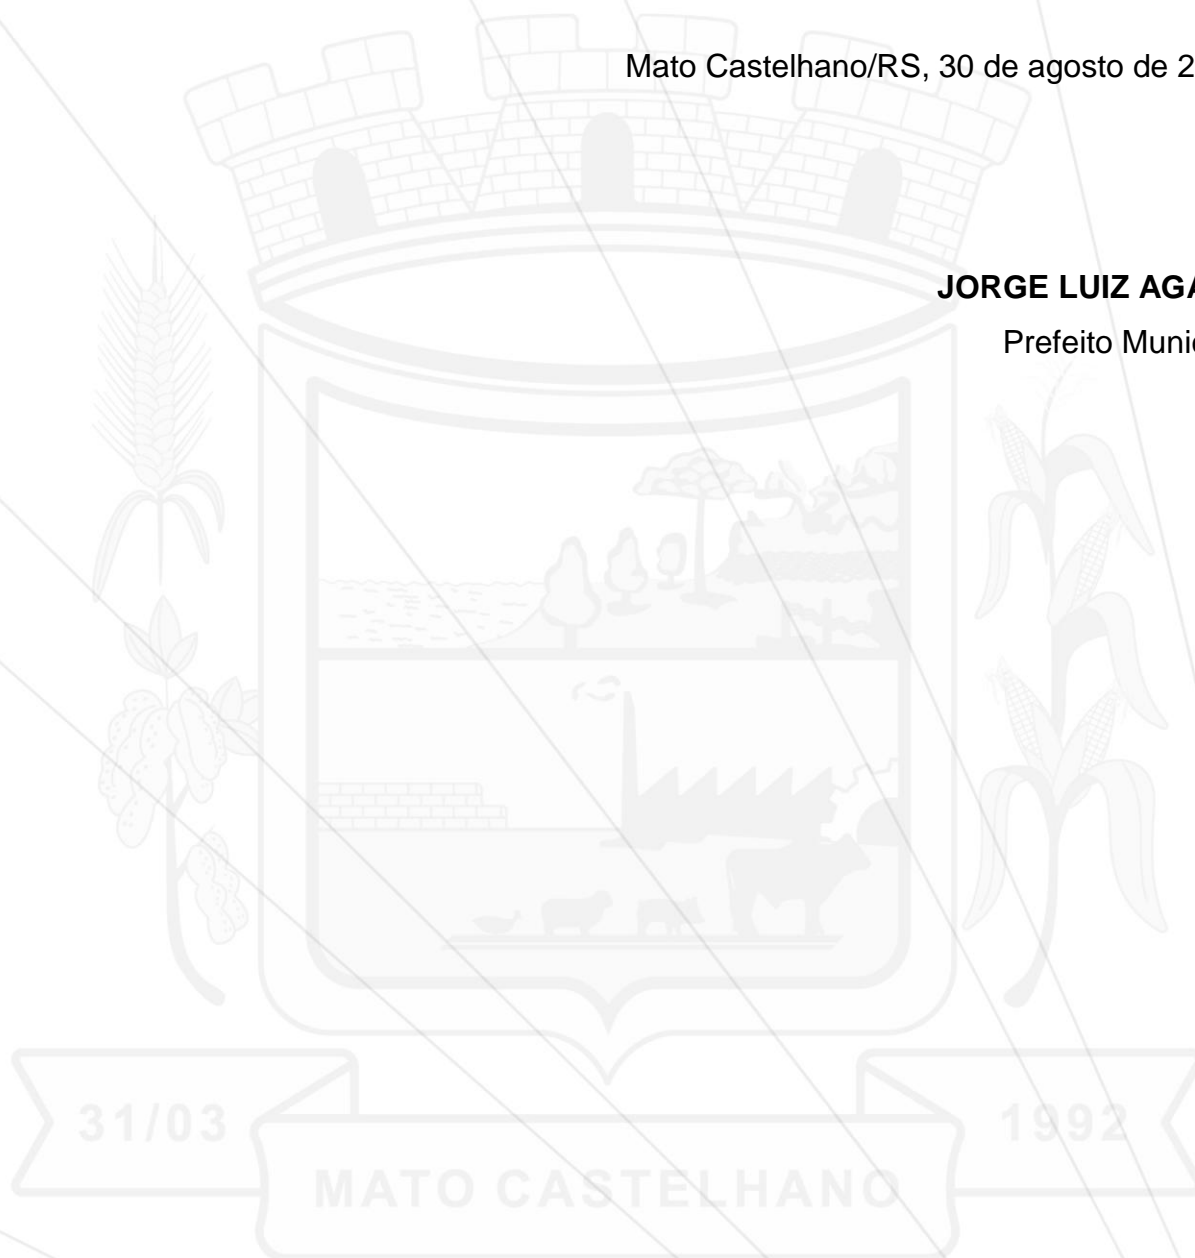 Mato Castelhano/RS, 30 de agosto de 2
JORGE LUIZ AGA
Prefeito Munic
31/03
1992
MATO CASTELHANO